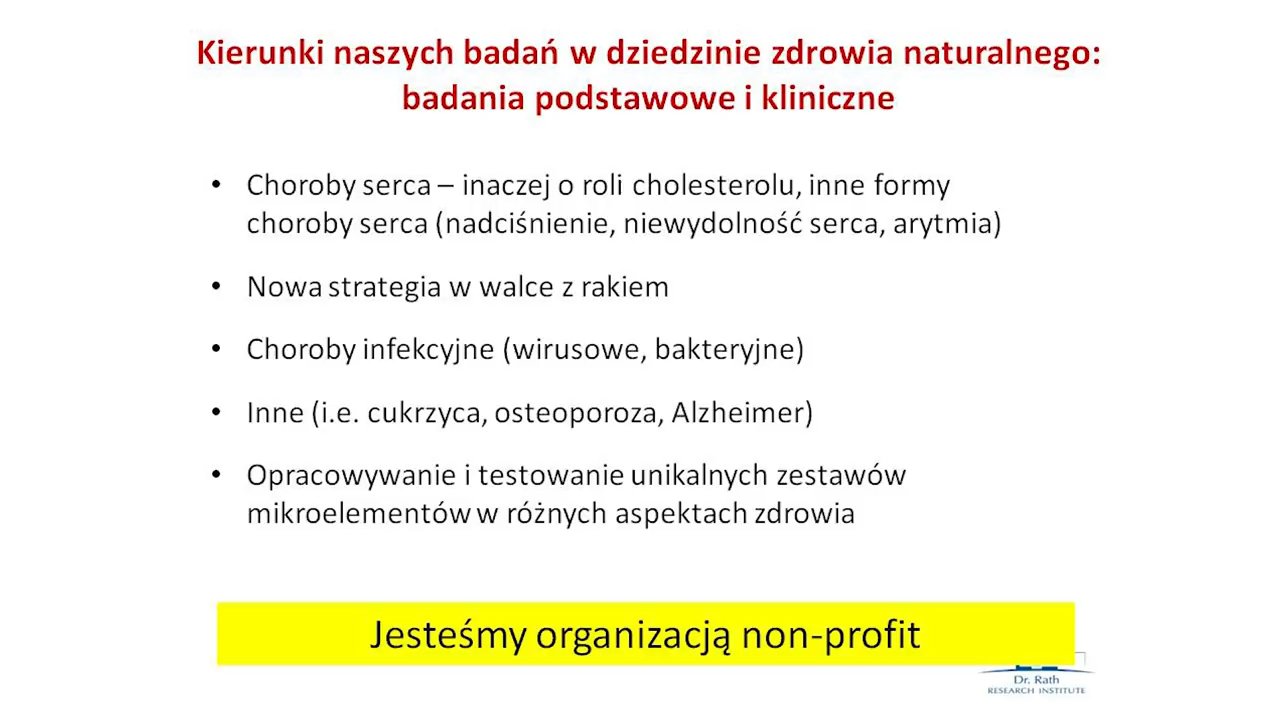 Kierunki naszych badań w dziedzinie zdrowia naturalnego:
badania podstawowe i kliniczne
• Choroby serca – inaczej o roli cholesterolu, inne formy
choroby serca (nadciśnienie, niewydolność serca, arytmia)
• Nowa strategia w walce z rakiem
• Choroby infekcyjne (wirusowe, bakteryjne)
• Inne (i.e. cukrzyca, osteoporoza, Alzheimer)
• Opracowywanie i testowanie unikalnych zestawów
mikroelementów w różnych aspektach zdrowia
Jesteśmy organizacją non-profit
Dr. Rath
RESEARCH INSTITUTE